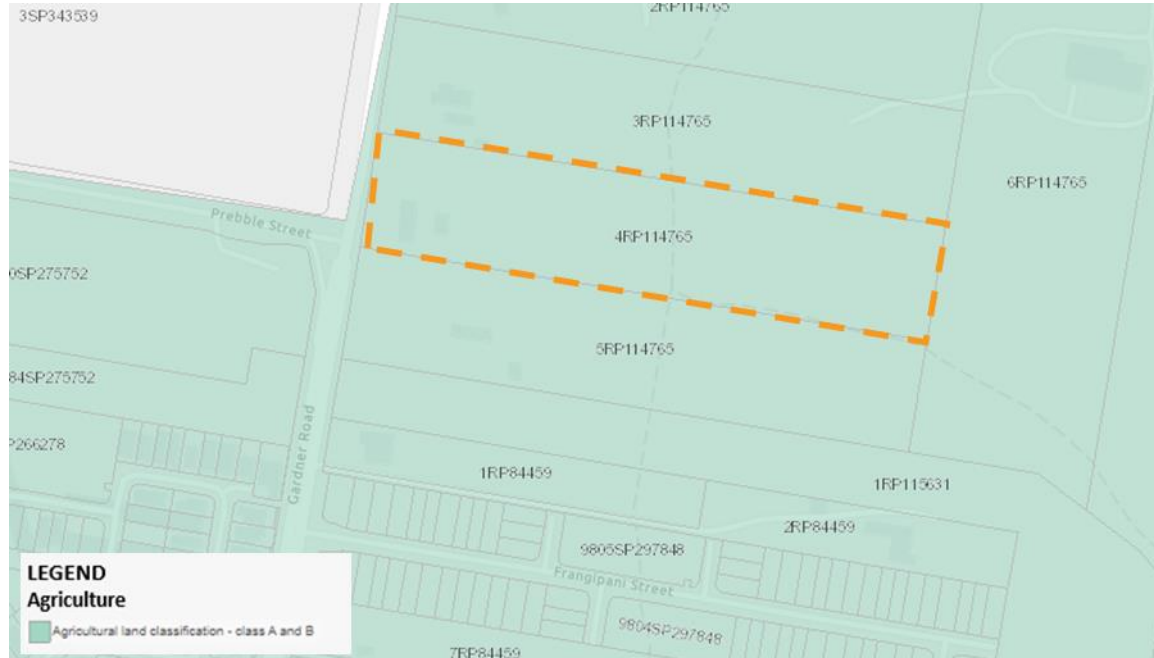 2RP114765
3SP343539
3RP114765
6RP114765
Prebble Street
4RP114765
0SP275752
5RP114765
84SP275752
Gardner Road
P266278
1RP84459
1RP115631
2RP84459
9805SP297848
Frangipani Street
9804SP297848
7RP84459
LEGEND
Agriculture
Agricultural land classification - class A and B